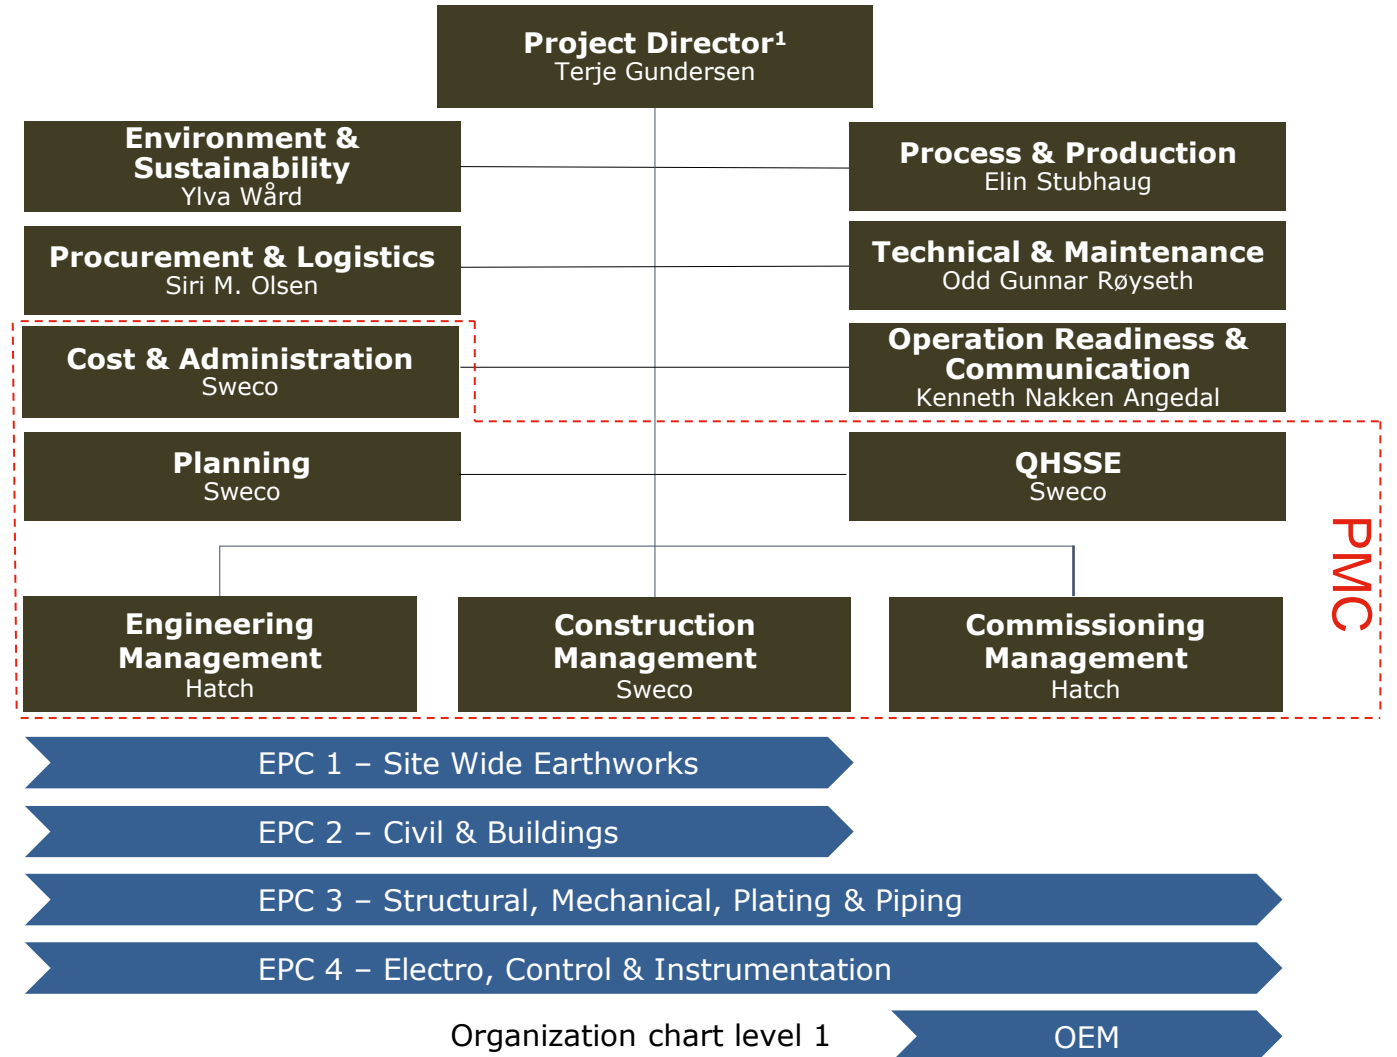 Project Director¹
Terje Gundersen
Environment &
Sustainability
Ylva Wård
Process & Production
Elin Stubhaug
Procurement & Logistics
Siri M. Olsen
Technical & Maintenance
Odd Gunnar Røyseth
Cost & Administration
Sweco
Operation Readiness &
Communication
Kenneth Nakken Angedal
Planning
Sweco
QHSSE
Sweco
PMC
Engineering
Management
Hatch
Construction
Management
Sweco
Commissioning
Management
Hatch
EPC 1 – Site Wide Earthworks
EPC 2 – Civil & Buildings
EPC 3 – Structural, Mechanical, Plating & Piping
EPC 4 – Electro, Control & Instrumentation
Organization chart level 1
OEM